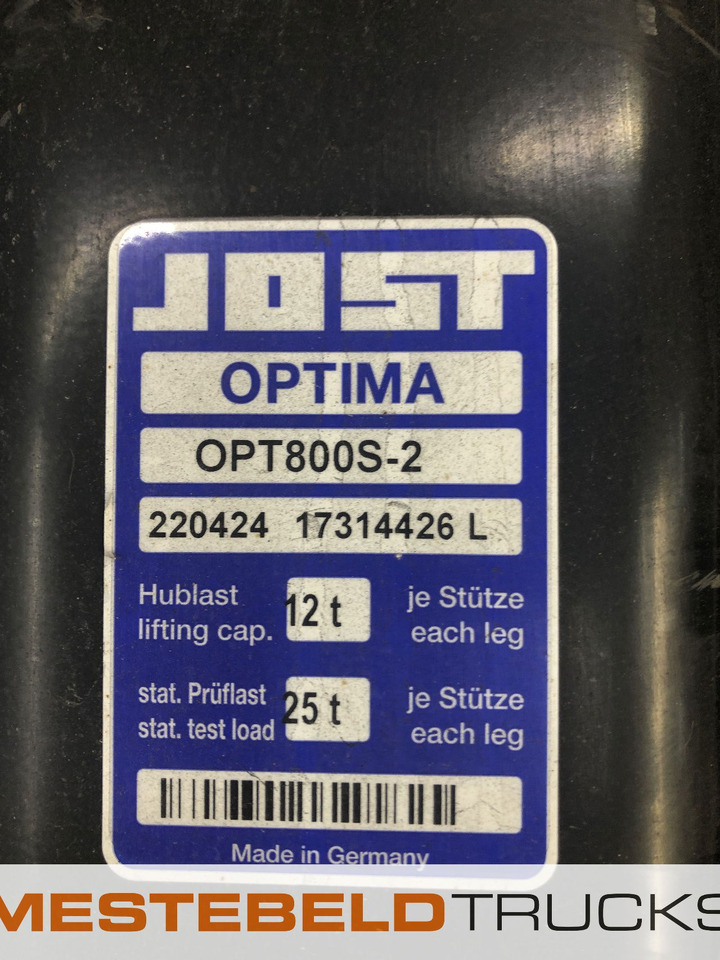 JOST
OPTIMA
OPT800S-2
220424 17314426 L
Hublast 12 t je Stütze
lifting cap. each leg
stat. Prüflast 25 t je Stütze
stat. test load each leg
Made in Germany
MESTEBELDTRUCKS